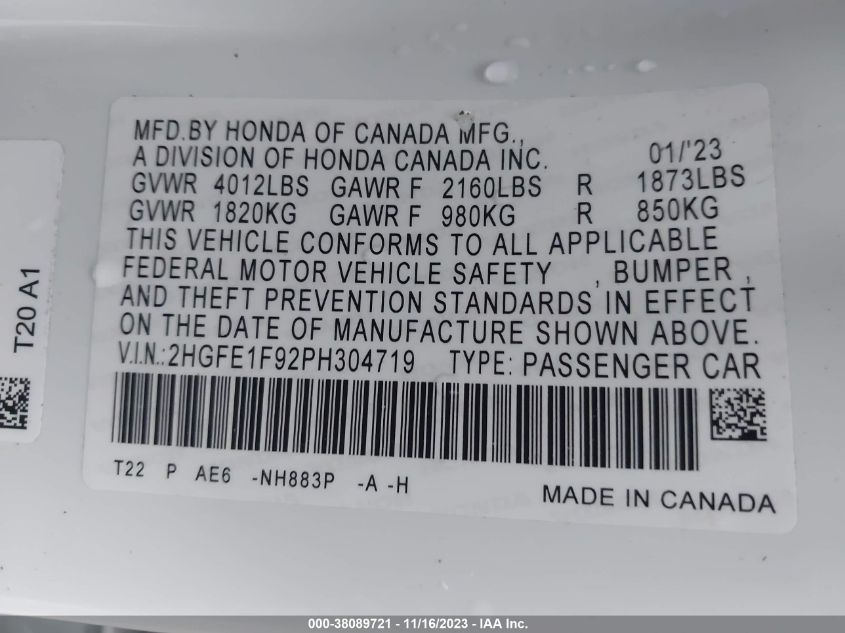 MFD.BY HONDA OF CANADA MFG.,
A DIVISION OF HONDA CANADA INC. 01/'23
GVWR 4012LBS GAWR F 2160LBS R 1873LBS
GVWR 1820KG GAWR F 980KG R 850KG
THIS VEHICLE CONFORMS TO ALL APPLICABLE
FEDERAL MOTOR VEHICLE SAFETY , BUMPER ,
AND THEFT PREVENTION STANDARDS IN EFFECT
ON THE DATE OF MANUFACTURE SHOWN ABOVE.
V.I.N.:2HGFE1F92PH304719 TYPE: PASSENGER CAR
T22 P AE6 -NH883P -A -H
MADE IN CANADA
T20 A1
000-38089721 - 11/16/2023 - IAA Inc.